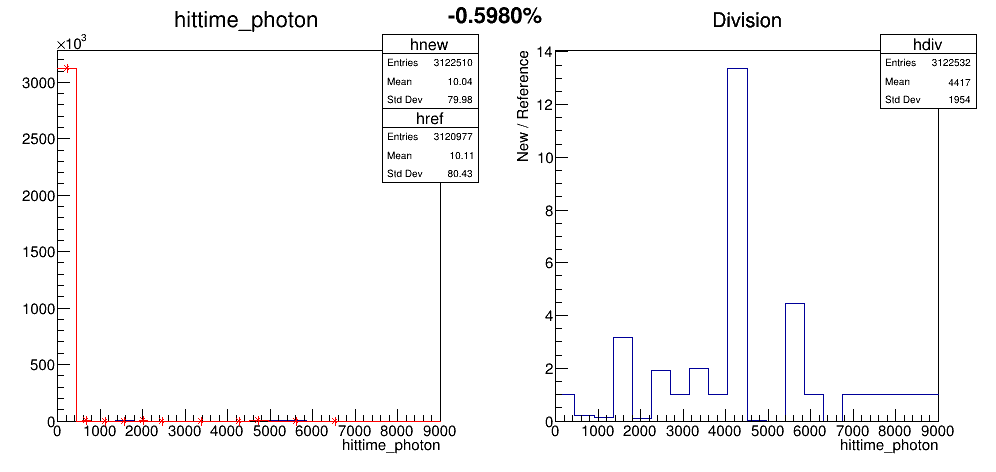 -0.5980%
hittime_photon
×10³
3000
2500
2000
1500
1000
500
0
0 1000 2000 3000 4000 5000 6000 7000 8000 9000
hittime_photon
hnew
Entries 3122510
Mean 10.04
Std Dev 79.98
href
Entries 3120977
Mean 10.11
Std Dev 80.43
Division
New / Reference
14
12
10
8
6
4
2
0
0 1000 2000 3000 4000 5000 6000 7000 8000 9000
hittime_photon
hdiv
Entries 3122532
Mean 4417
Std Dev 1954